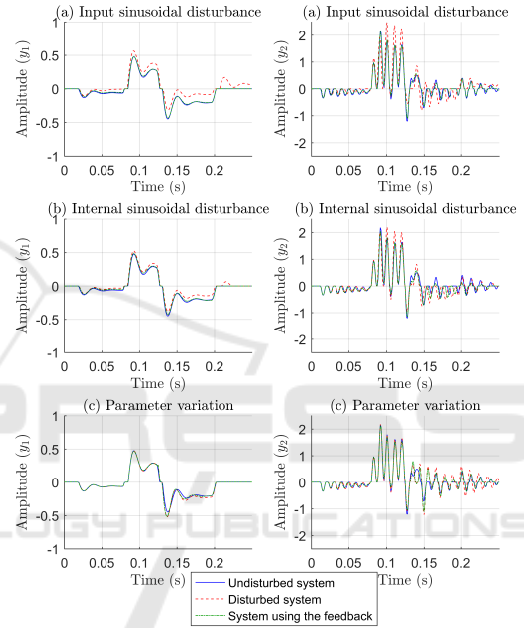 (a) Input sinusoidal disturbance
Amplitude (y1)
1
0.5
0
-0.5
-1
0 0.05 0.1 0.15 0.2
Time (s)
(a) Input sinusoidal disturbance
Amplitude (y2)
2
1
0
-1
-2
0 0.05 0.1 0.15 0.2
Time (s)
(b) Internal sinusoidal disturbance
Amplitude (y1)
1
0.5
0
-0.5
-1
0 0.05 0.1 0.15 0.2
Time (s)
(b) Internal sinusoidal disturbance
Amplitude (y2)
2
1
0
-1
-2
0 0.05 0.1 0.15 0.2
Time (s)
(c) Parameter variation
Amplitude (y1)
1
0.5
0
-0.5
-1
0 0.05 0.1 0.15 0.2
Time (s)
(c) Parameter variation
Amplitude (y2)
2
1
0
-1
-2
0 0.05 0.1 0.15 0.2
Time (s)
Undisturbed system
Disturbed system
System using the feedback
PRESS
LOGY PUBLICATIONS